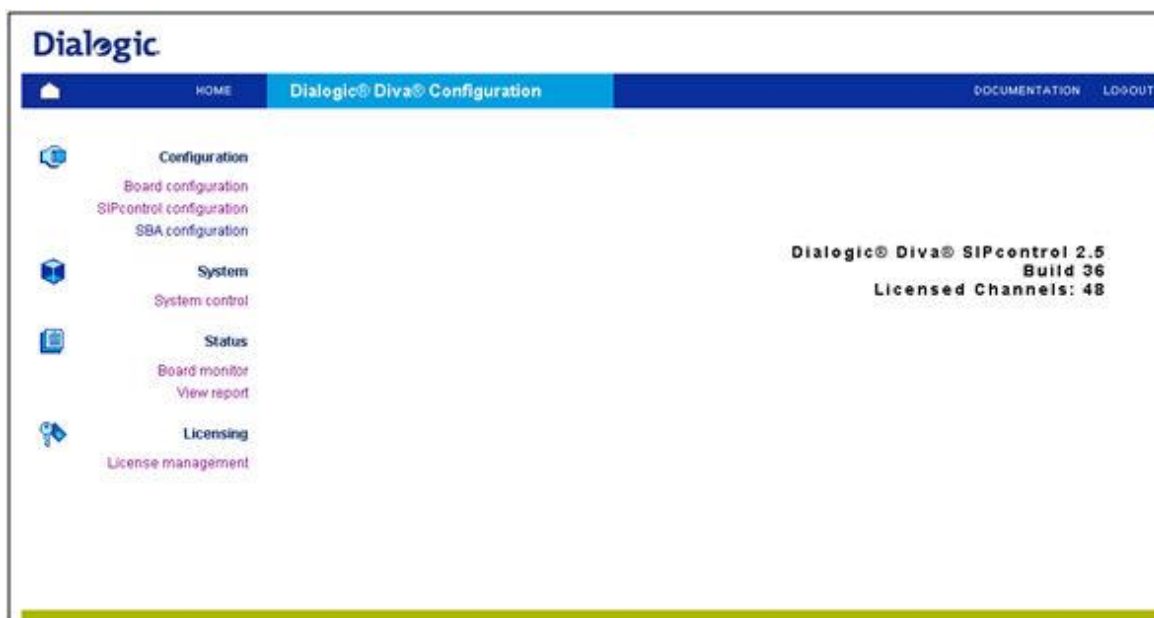 Dialogic
HOME
Dialogic® Diva® Configuration
DOCUMENTATION
LOGOUT
Configuration
Board configuration
SIPcontrol configuration
SBA configuration
System
System control
Status
Board monitor
View report
Licensing
License management
Dialogic® Diva® SIPcontrol 2.5
Build 36
Licensed Channels: 48